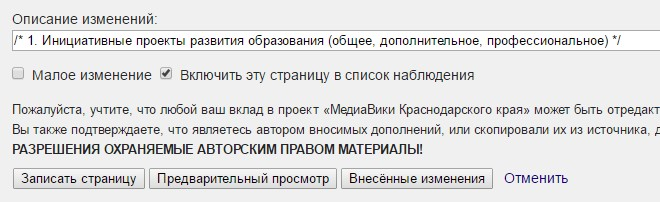 Описание изменений:
/* 1. Инициативные проекты развития образования (общее, дополнительное, профессиональное) */
Малое изменение Включить эту страницу в список наблюдения
Пожалуйста, учтите, что любой ваш вклад в проект «МедиаВики Краснодарского края» может быть отредакт
Вы также подтверждаете, что являетесь автором вносимых дополнений, или скопировали их из источника, д
РАЗРЕШЕНИЯ ОХРАНЯЕМЫЕ АВТОРСКИМ ПРАВОМ МАТЕРИАЛЫ!
Записать страницу Предварительный просмотр Внесённые изменения Отменить